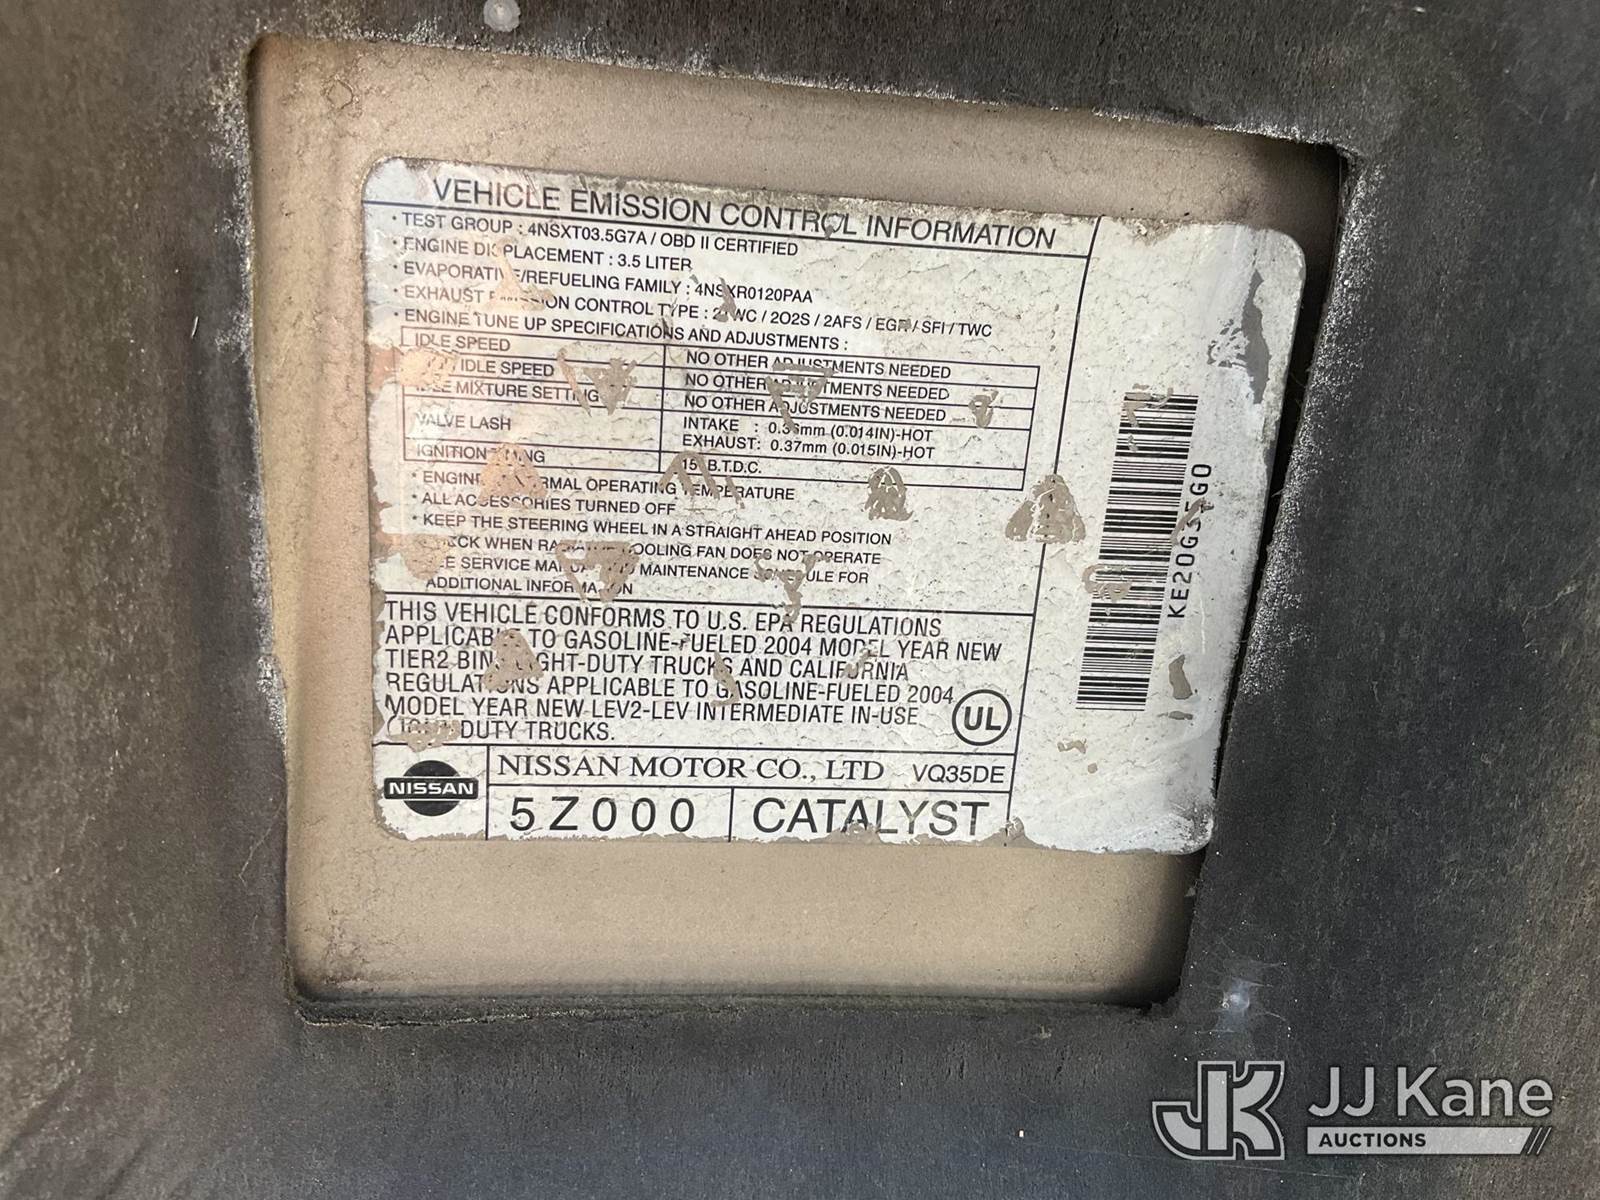 VEHICLE EMISSION CONTROL INFORMATION
• TEST GROUP : 4NSXT03.5G7A / OBD II CERTIFIED
• ENGINE DISPLACEMENT : 3.5 LITER
• EVAPORATIVE/REFUELING FAMILY : 4NSXR0120PAA
• EXHAUST EMISSION CONTROL TYPE : 2TWC / 2O2S / 2AFS / EGR / SFI / TWC
• ENGINE TUNE UP SPECIFICATIONS AND ADJUSTMENTS :
IDLE SPEED NO OTHER ADJUSTMENTS NEEDED
IDLE SPEED NO OTHER ADJUSTMENTS NEEDED
IDLE MIXTURE SETTING NO OTHER ADJUSTMENTS NEEDED
VALVE LASH INTAKE : (0.014IN)-HOT
EXHAUST: 0.37mm (0.015IN)-HOT
IGNITION TIMING 15° B.T.D.C.
• ENGINE NORMAL OPERATING TEMPERATURE
• ALL ACCESSORIES TURNED OFF
• KEEP THE STEERING WHEEL IN A STRAIGHT AHEAD POSITION
CHECK WHEN RADIATOR COOLING FAN DOES NOT OPERATE
SEE SERVICE MANUAL AND MAINTENANCE SCHEDULE FOR
ADDITIONAL INFORMATION
THIS VEHICLE CONFORMS TO U.S. EPA REGULATIONS
APPLICABLE TO GASOLINE-FUELED 2004 MODEL YEAR NEW
TIER2 LIGHT-DUTY TRUCKS AND CALIFORNIA
REGULATIONS APPLICABLE TO GASOLINE-FUELED 2004
MODEL YEAR NEW LEV2-LEV INTERMEDIATE IN-USE
LIGHT DUTY TRUCKS.
UL
NISSAN
NISSAN MOTOR CO., LTD VQ35DE
5Z000 CATALYST
KE20G35FG0
JK JJ Kane
AUCTIONS